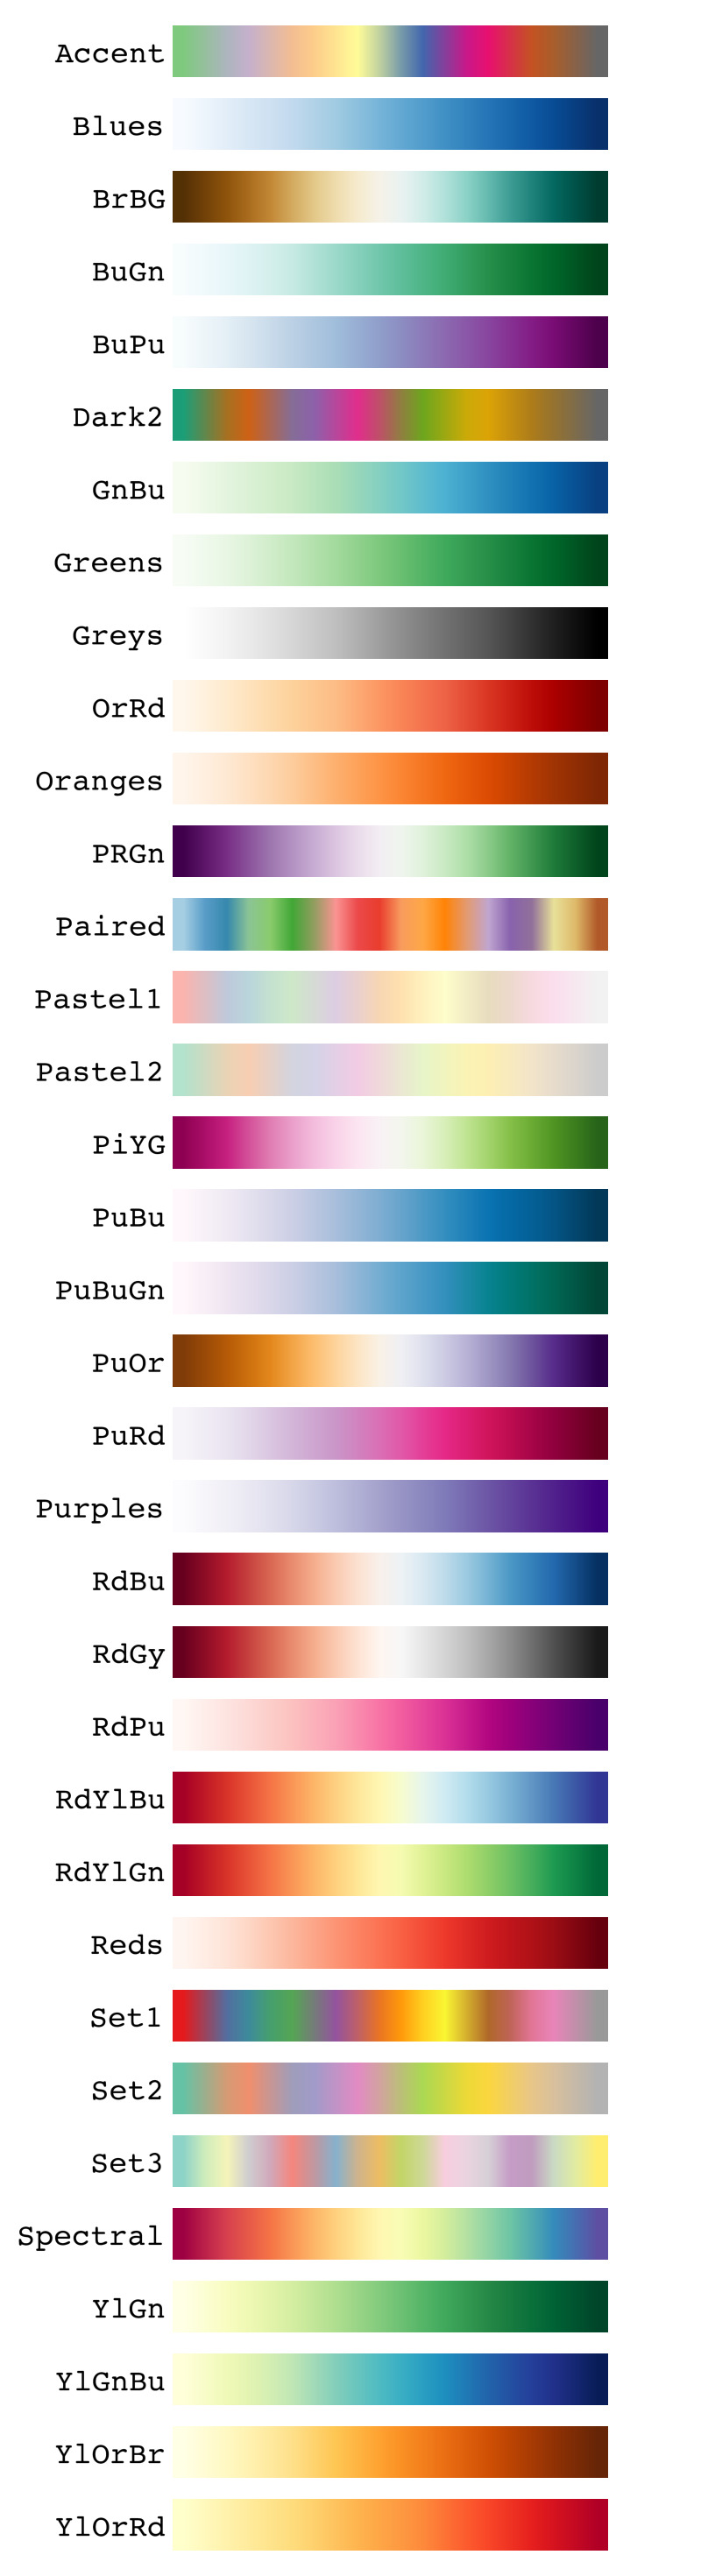 Accent
Blues
BrBG
BuGn
BuPu
Dark2
GnBu
Greens
Greys
OrRd
Oranges
PRGn
Paired
Pastel1
Pastel2
PiYG
PuBu
PuBuGn
PuOr
PuRd
Purples
RdBu
RdGy
RdPu
RdYlBu
RdYlGn
Reds
Set1
Set2
Set3
Spectral
YlGn
YlGnBu
YlOrBr
YlOrRd